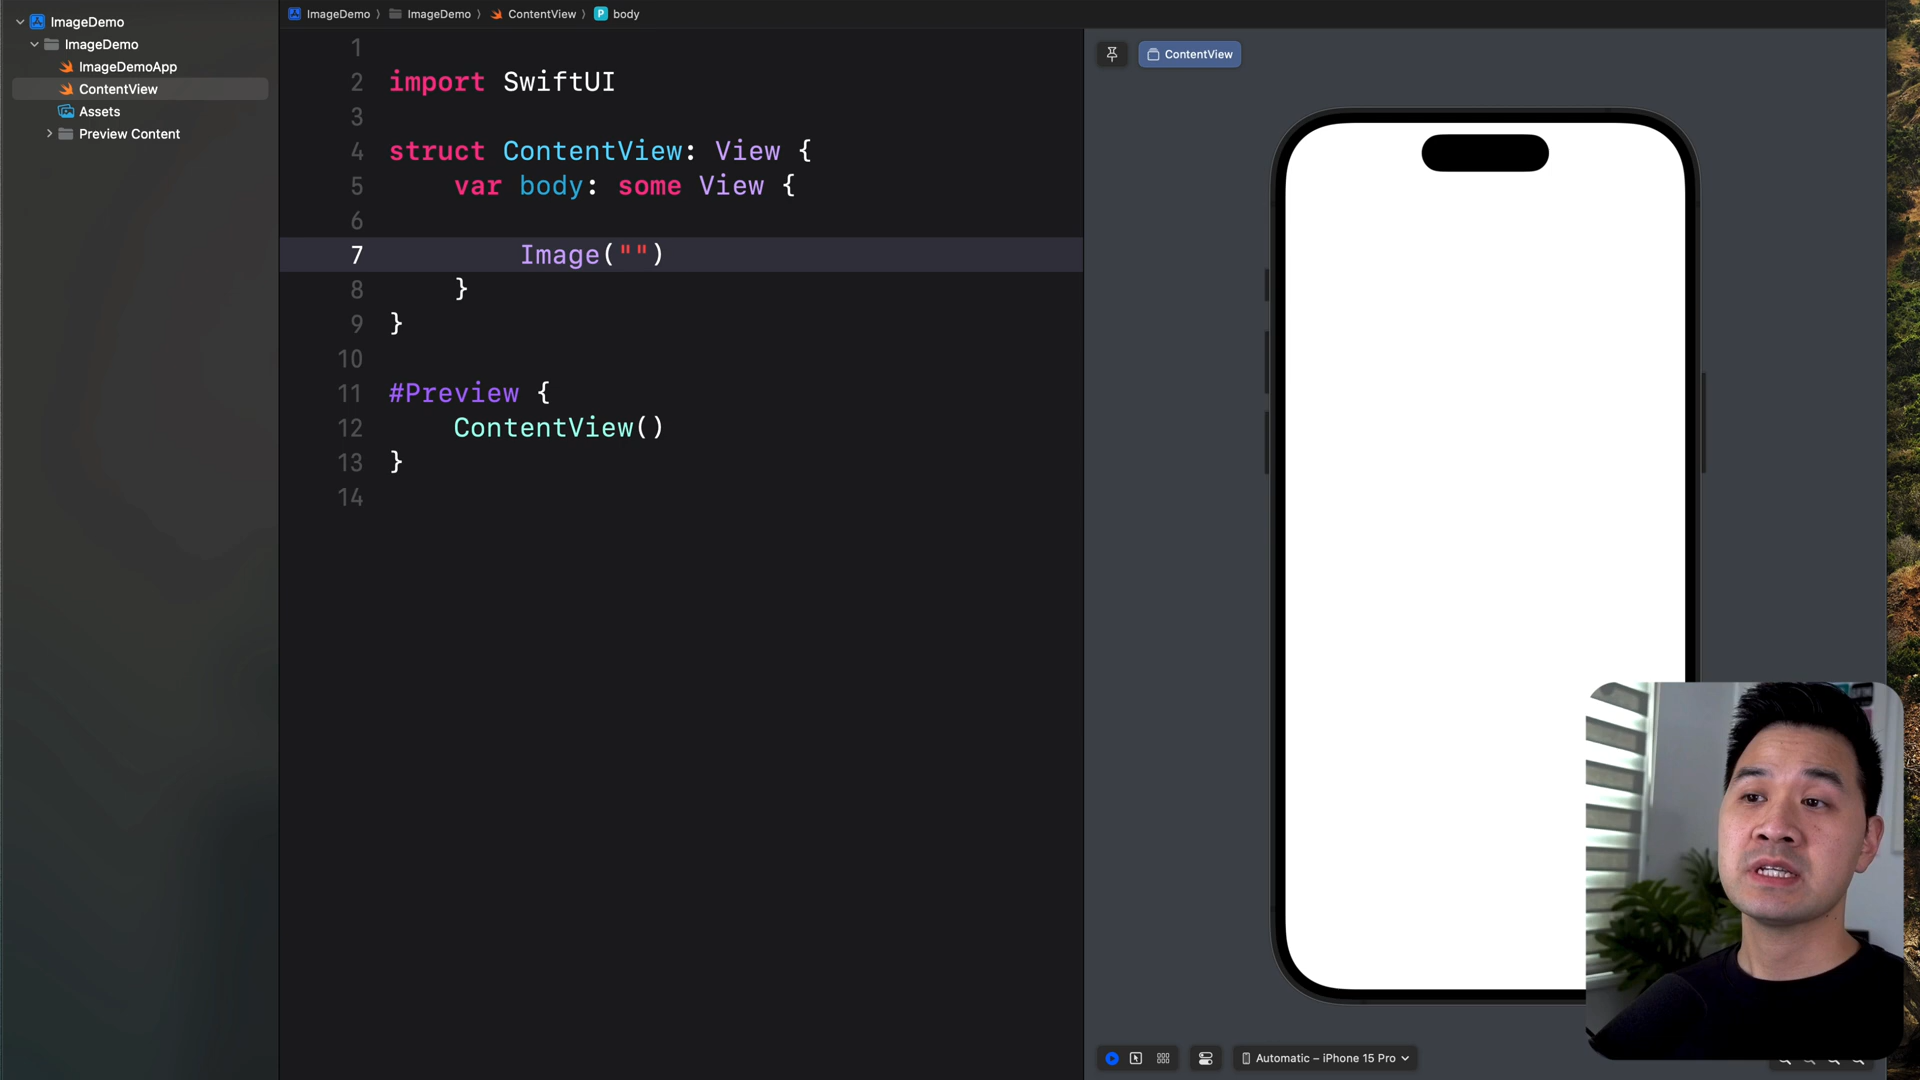 ImageDemo
ImageDemo
ImageDemoApp
ContentView
Assets
Preview Content
ImageDemo 〉 ImageDemo 〉 ContentView 〉 P body
1
2 import SwiftUI
3
4 struct ContentView: View {
5 var body: some View {
6
7 Image("")
8 }
9 }
10
11 #Preview {
12 ContentView()
13 }
14
ContentView
Automatic – iPhone 15 Pro